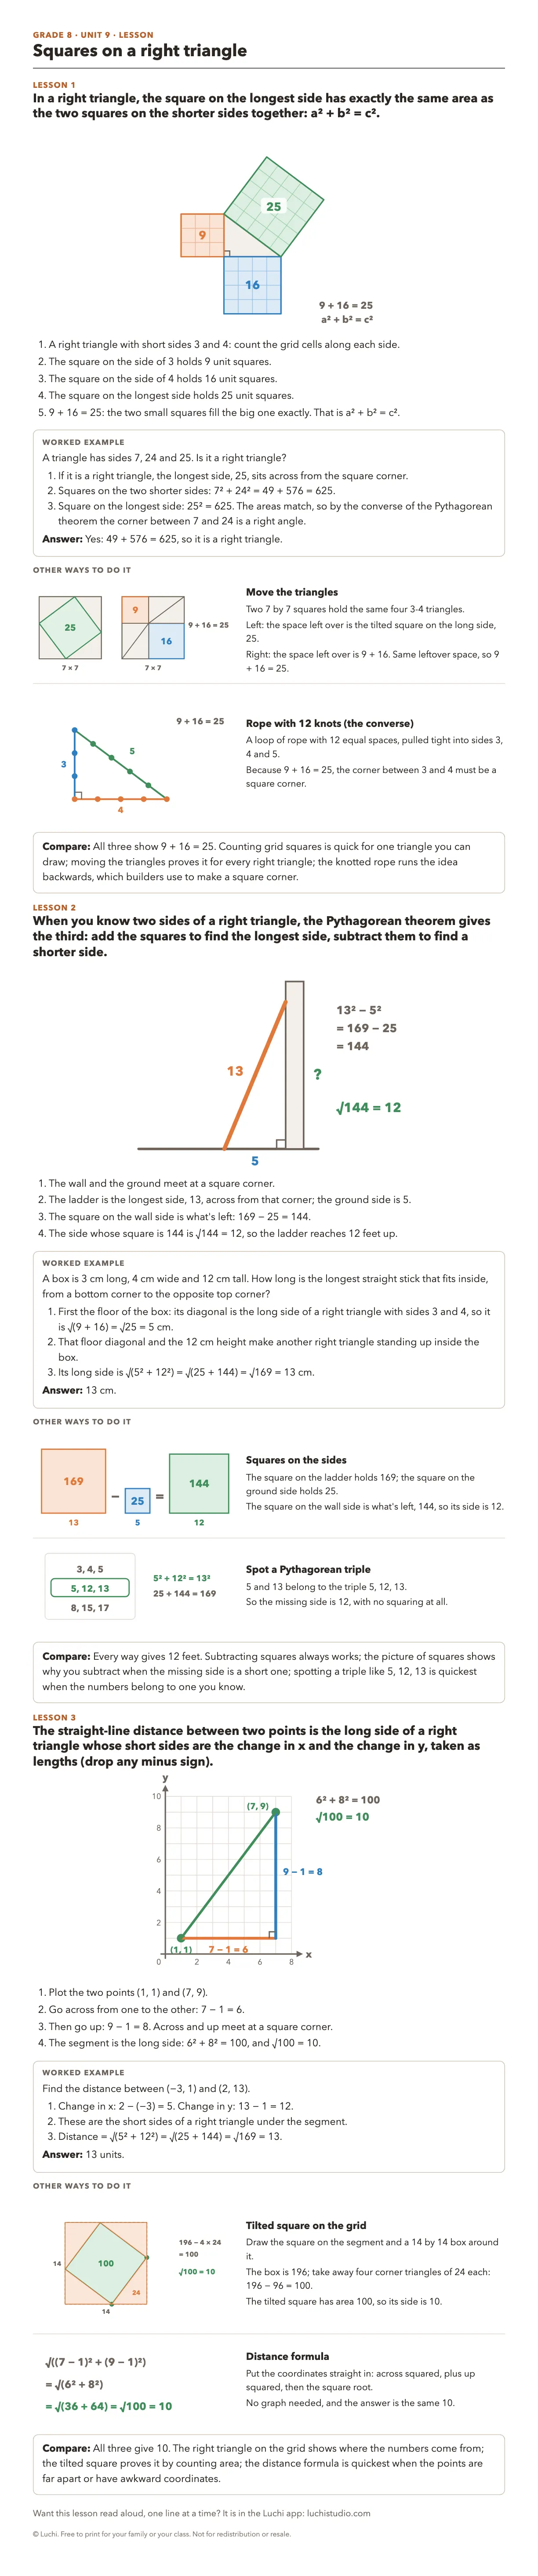 GRADE 8 · UNIT 9 · LESSON
Squares on a right triangle
LESSON 1
In a right triangle, the square on the longest side has exactly the same area as
the two squares on the shorter sides together: a² + b² = c².
25
9
16
9 + 16 = 25
a² + b² = c²
1. A right triangle with short sides 3 and 4: count the grid cells along each side.
2. The square on the side of 3 holds 9 unit squares.
3. The square on the side of 4 holds 16 unit squares.
4. The square on the longest side holds 25 unit squares.
5. 9 + 16 = 25: the two small squares fill the big one exactly. That is a² + b² = c².
WORKED EXAMPLE
A triangle has sides 7, 24 and 25. Is it a right triangle?
1. If it is a right triangle, the longest side, 25, sits across from the square corner.
2. Squares on the two shorter sides: 7² + 24² = 49 + 576 = 625.
3. Square on the longest side: 25² = 625. The areas match, so by the converse of the Pythagorean
theorem the corner between 7 and 24 is a right angle.
Answer: Yes: 49 + 576 = 625, so it is a right triangle.
OTHER WAYS TO DO IT
25
7 × 7
9
16
7 × 7
9 + 16 = 25
Move the triangles
Two 7 by 7 squares hold the same four 3-4 triangles.
Left: the space left over is the tilted square on the long side,
25.
Right: the space left over is 9 + 16. Same leftover space, so 9
+ 16 = 25.
9 + 16 = 25
3
5
4
Rope with 12 knots (the converse)
A loop of rope with 12 equal spaces, pulled tight into sides 3,
4 and 5.
Because 9 + 16 = 25, the corner between 3 and 4 must be a
square corner.
Compare: All three show 9 + 16 = 25. Counting grid squares is quick for one triangle you can
draw; moving the triangles proves it for every right triangle; the knotted rope runs the idea
backwards, which builders use to make a square corner.
LESSON 2
When you know two sides of a right triangle, the Pythagorean theorem gives
the third: add the squares to find the longest side, subtract them to find a
shorter side.
13
?
5
13² − 5²
= 169 − 25
= 144
√144 = 12
1. The wall and the ground meet at a square corner.
2. The ladder is the longest side, 13, across from that corner; the ground side is 5.
3. The square on the wall side is what's left: 169 − 25 = 144.
4. The side whose square is 144 is √144 = 12, so the ladder reaches 12 feet up.
WORKED EXAMPLE
A box is 3 cm long, 4 cm wide and 12 cm tall. How long is the longest straight stick that fits inside,
from a bottom corner to the opposite top corner?
1. First the floor of the box: its diagonal is the long side of a right triangle with sides 3 and 4, so it
is √(9 + 16) = √25 = 5 cm.
2. That floor diagonal and the 12 cm height make another right triangle standing up inside the
box.
3. Its long side is √(5² + 12²) = √(25 + 144) = √169 = 13 cm.
Answer: 13 cm.
OTHER WAYS TO DO IT
169
13
−
25
5
=
144
12
Squares on the sides
The square on the ladder holds 169; the square on the
ground side holds 25.
The square on the wall side is what's left, 144, so its side is 12.
3, 4, 5
5, 12, 13
8, 15, 17
5² + 12² = 13²
25 + 144 = 169
Spot a Pythagorean triple
5 and 13 belong to the triple 5, 12, 13.
So the missing side is 12, with no squaring at all.
Compare: Every way gives 12 feet. Subtracting squares always works; the picture of squares shows
why you subtract when the missing side is a short one; spotting a triple like 5, 12, 13 is quickest
when the numbers belong to one you know.
LESSON 3
The straight-line distance between two points is the long side of a right
triangle whose short sides are the change in x and the change in y, taken as
lengths (drop any minus sign).
y
10
8
6
4
2
0
2
4
6
8
x
(7, 9)
(1, 1)
7 − 1 = 6
9 − 1 = 8
6² + 8² = 100
√100 = 10
1. Plot the two points (1, 1) and (7, 9).
2. Go across from one to the other: 7 − 1 = 6.
3. Then go up: 9 − 1 = 8. Across and up meet at a square corner.
4. The segment is the long side: 6² + 8² = 100, and √100 = 10.
WORKED EXAMPLE
Find the distance between (−3, 1) and (2, 13).
1. Change in x: 2 − (−3) = 5. Change in y: 13 − 1 = 12.
2. These are the short sides of a right triangle under the segment.
3. Distance = √(5² + 12²) = √(25 + 144) = √169 = 13.
Answer: 13 units.
OTHER WAYS TO DO IT
14
100
24
14
196 − 4 × 24
= 100
√100 = 10
Tilted square on the grid
Draw the square on the segment and a 14 by 14 box around
it.
The box is 196; take away four corner triangles of 24 each:
196 − 96 = 100.
The tilted square has area 100, so its side is 10.
√((7 − 1)² + (9 − 1)²)
= √(6² + 8²)
= √(36 + 64) = √100 = 10
Distance formula
Put the coordinates straight in: across squared, plus up
squared, then the square root.
No graph needed, and the answer is the same 10.
Compare: All three give 10. The right triangle on the grid shows where the numbers come from;
the tilted square proves it by counting area; the distance formula is quickest when the points are
far apart or have awkward coordinates.
Want this lesson read aloud, one line at a time? It is in the Luchi app: luchistudio.com
© Luchi. Free to print for your family or your class. Not for redistribution or resale.